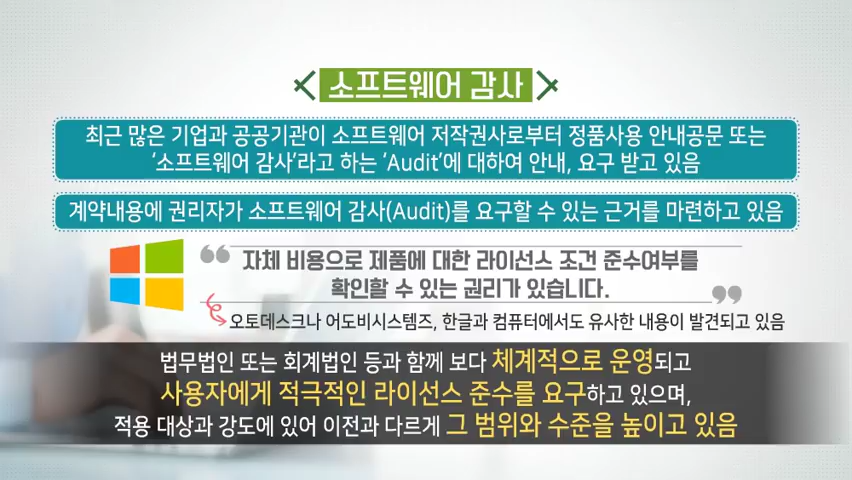 소프트웨어 감사
최근 많은 기업과 공공기관이 소프트웨어 저작권사로부터 정품사용 안내공문 또는
‘소프트웨어 감사’라고 하는 ‘Audit’에 대하여 안내, 요구 받고 있음
계약내용에 권리자가 소프트웨어 감사(Audit)를 요구할 수 있는 근거를 마련하고 있음
“자체 비용으로 제품에 대한 라이선스 조건 준수여부를
확인할 수 있는 권리가 있습니다.”
오토데스크나 어도비시스템즈, 한글과 컴퓨터에서도 유사한 내용이 발견되고 있음
법무법인 또는 회계법인 등과 함께 보다 체계적으로 운영되고
사용자에게 적극적인 라이선스 준수를 요구하고 있으며,
적용 대상과 강도에 있어 이전과 다르게 그 범위와 수준을 높이고 있음